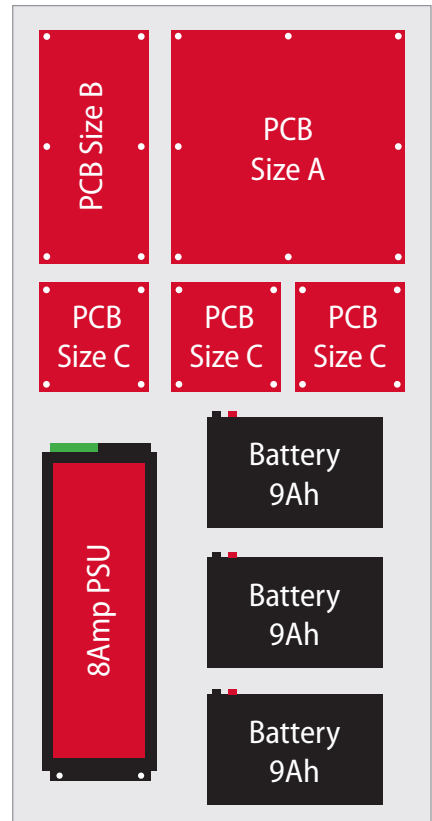 PCB Size B
PCB
Size A
PCB
Size C
PCB
Size C
PCB
Size C
8Amp PSU
Battery
9Ah
Battery
9Ah
Battery
9Ah